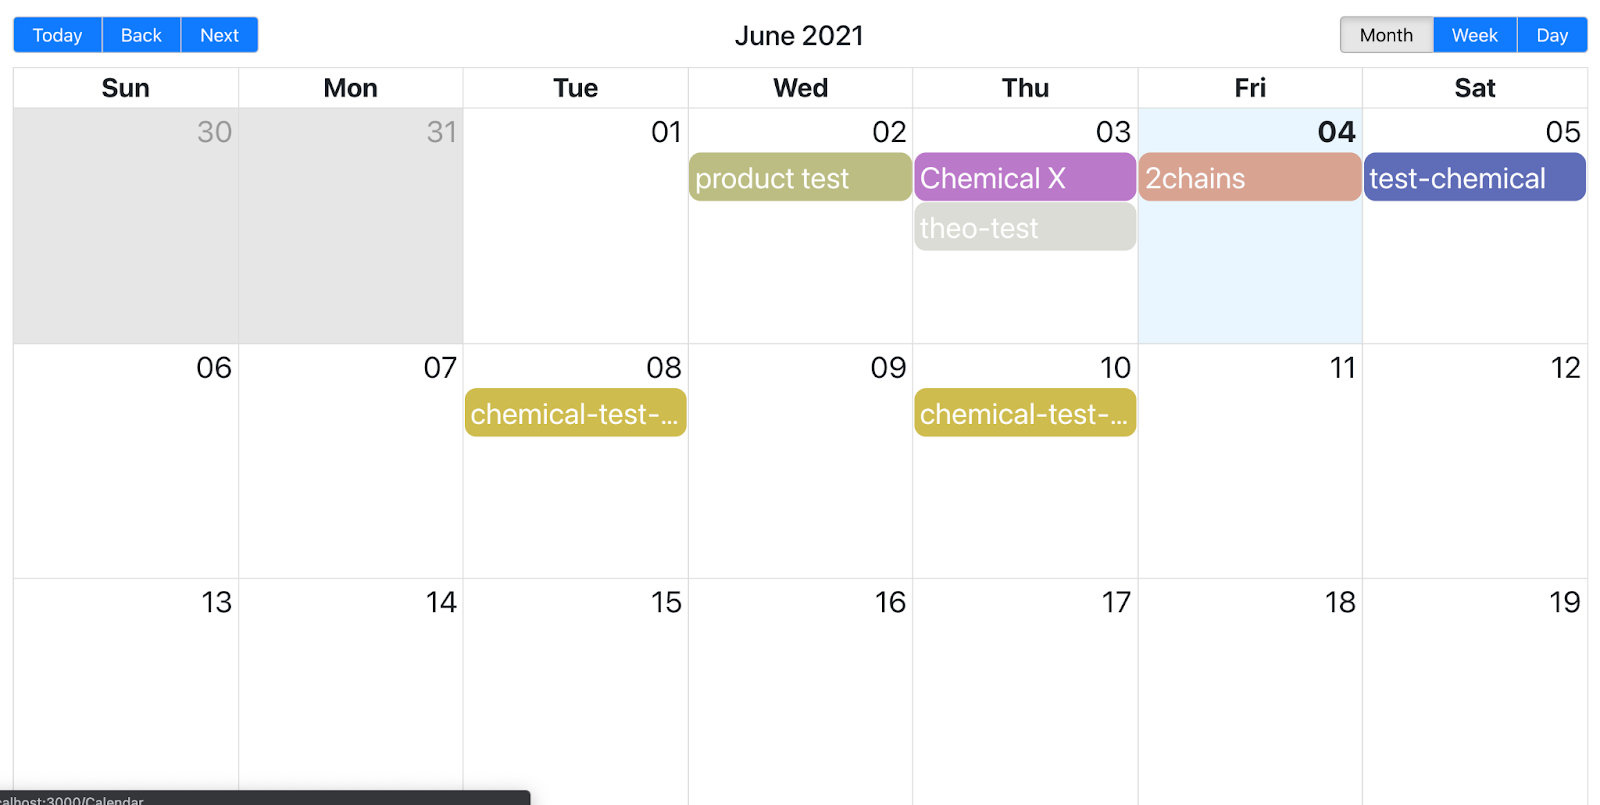 Today Back Next June 2021 Month Week Day
Sun Mon Tue Wed Thu Fri Sat
30 31 01 02 03 04 05
product test Chemical X 2chains test-chemical
theo-test
06 07 08 09 10 11 12
chemical-test-... chemical-test-...
13 14 15 16 17 18 19
alhost:3000/Calendar